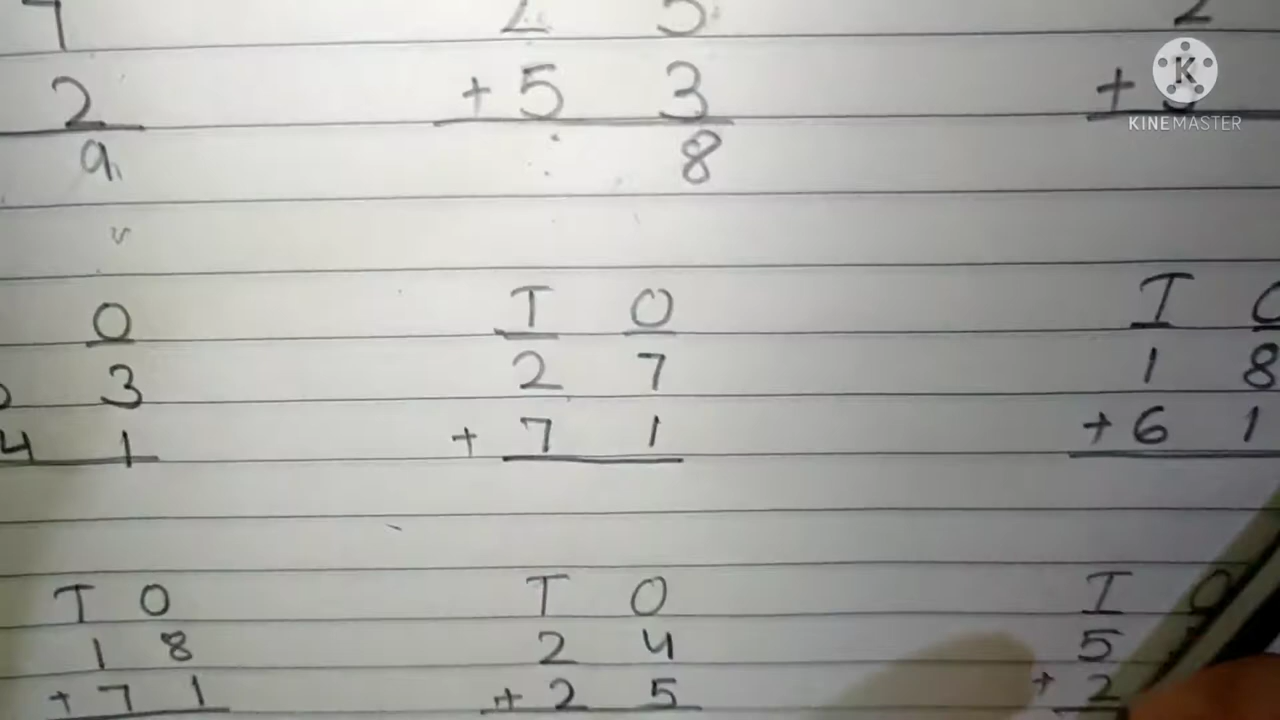 2 + 5 3 +
9 8
KINEMASTER
O T O T
3 2 7 1 8
4 1 + 7 1 + 6 1
T O T O T O
1 8 2 4 5
+ 7 1 + 2 5 + 2